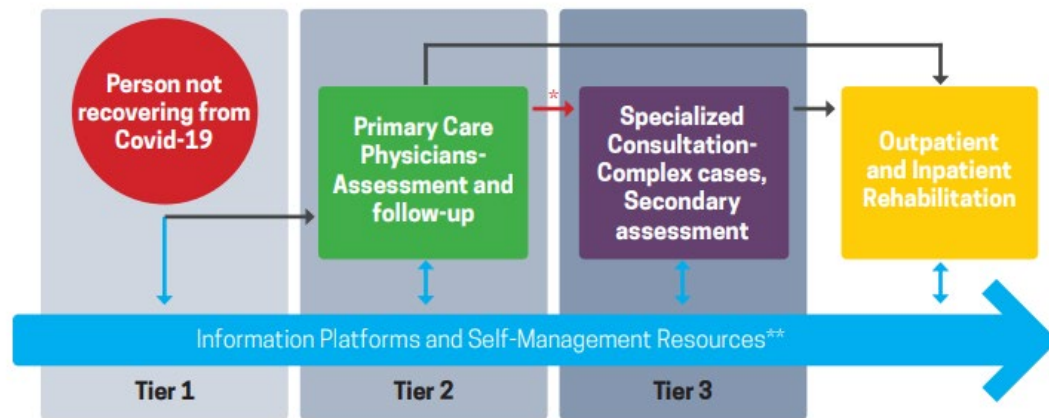 Person not
recovering from
Covid-19
Primary Care
Physicians-
Assessment and
follow-up
*
Specialized
Consultation-
Complex cases,
Secondary
assessment
Outpatient
and Inpatient
Rehabilitation
Information Platforms and Self-Management Resources**
Tier 1
Tier 2
Tier 3